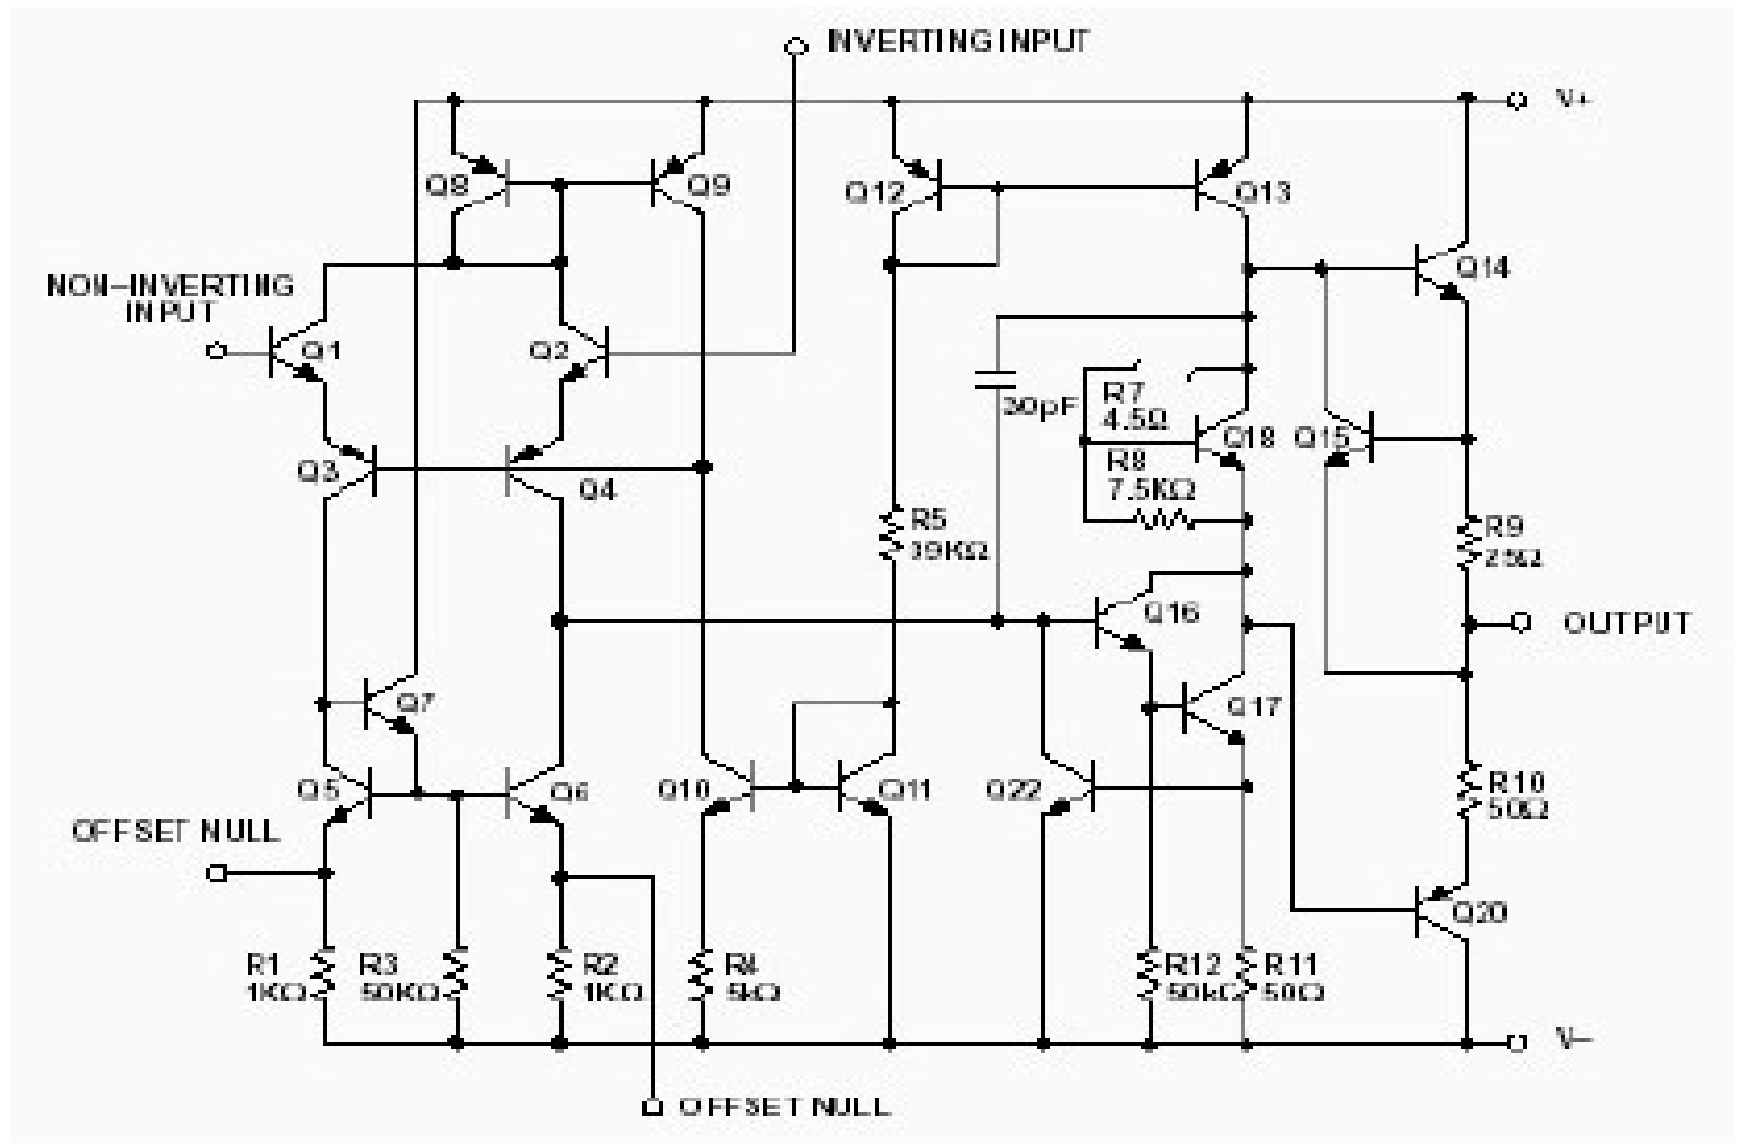 INVERTING INPUT
V+
Q8
Q9
Q12
Q13
Q14
NON-INVERTING
INPUT
Q1
Q2
30pF
R7
4.5Ω
Q18
Q15
Q3
Q4
R8
7.5KΩ
R5
39KΩ
R9
25Ω
Q16
OUTPUT
Q7
Q17
Q5
Q6
Q10
Q11
Q22
R10
50Ω
OFFSET NULL
Q20
R1
1KΩ
R3
50KΩ
R2
1KΩ
R4
5kΩ
R12
50kΩ
R11
50Ω
V-
OFFSET NULL